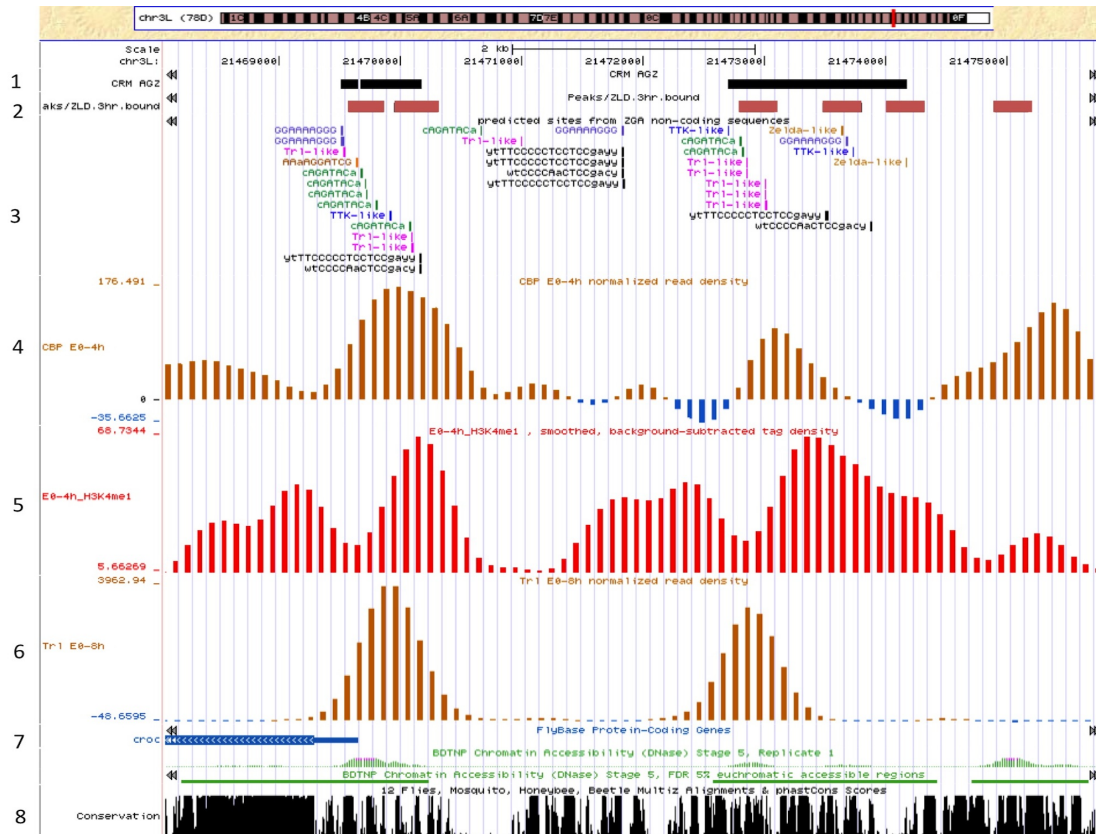 chr3L (78D) 1C 4B 4C 5A 6A 7D 7E 8C 0F
Scale 2 kb
chr3L: 21469000 21470000 21471000 21472000 21473000 21474000 21475000
1 CRM AGZ
CRM AGZ
2 aks/ZLD.3hr.bound Peaks/ZLD.3hr.bound
predicted sites from ZGA non-coding sequences
GGAAAAGGG cAGATACa GGAAAAGGG TTK-like Zelda-like
GGAAAAGGG Trl-like cAGATACa GGAAAAGGG
Trl-like ytTTCCCCCTCCTCCgayy cAGATACa TTK-like
AAaAGGATCG ytTTCCCCCTCCTCCgayy Trl-like Zelda-like
cAGATACa wtCCCCAaCTCCgacy Trl-like
cAGATACa ytTTCCCCCTCCTCCgayy Trl-like
cAGATACa Trl-like
3
TTK-like Trl-like
cAGATACa ytTTCCCCCTCCTCCgayy
Trl-like wtCCCCAaCTCCgacy
Trl-like
ytTTCCCCCTCCTCCgayy
wtCCCCAaCTCCgacy
176.491 _ CBP E0-4h normalized read density
4 CBP E0-4h
0 -
-35.6625 _
68.7344 _ E0-4h_H3K4me1 , smoothed, background-subtracted tag density
5 E0-4h_H3K4me1
5.66269 _
3962.94 _ Trl E0-8h normalized read density
6 Trl E0-8h
-48.6595 _
FlyBase Protein-Coding Genes
7 croc
BDTNP Chromatin Accessibility (DNase) Stage 5, Replicate 1
BDTNP Chromatin Accessibility (DNase) Stage 5, FDR 5% euchromatic accessible regions
12 Flies, Mosquito, Honeybee, Beetle Multiz Alignments & phastCons Scores
8 Conservation